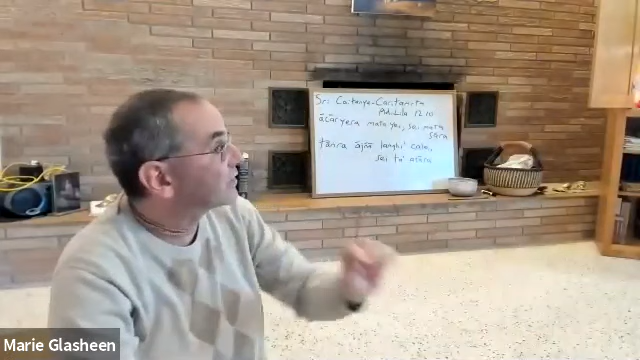 Sri Caitanya-Caritamrta
Adi-Lila 12.10
ācāryera mata yei, sei mata
sāra
tāṅra ājñā laṅghi' cale,
sei ta' asāra
Marie Glasheen